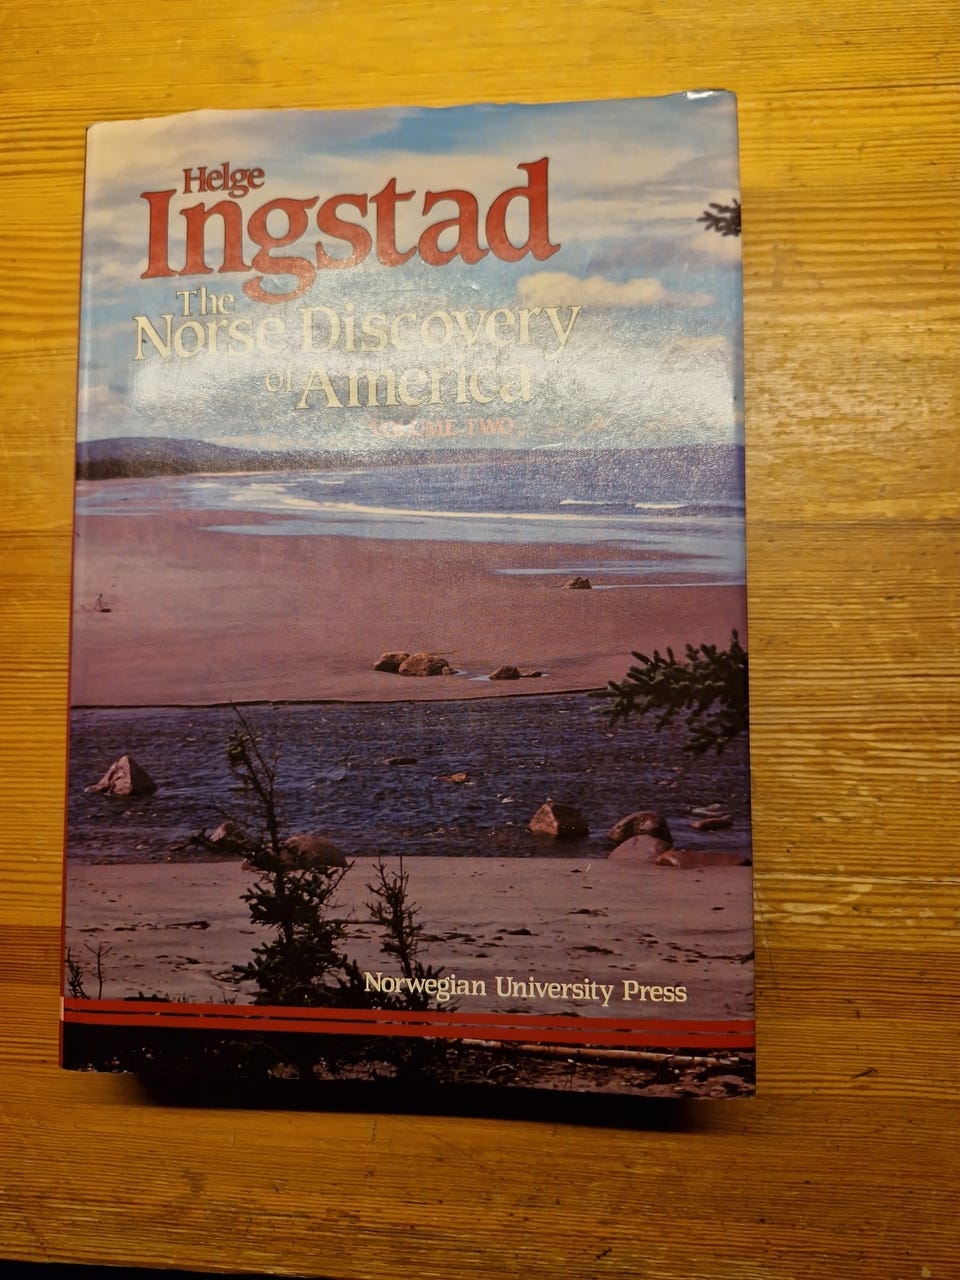 Helge
Ingstad
The
Norse Discovery
of America
VOLUME TWO
Norwegian University Press